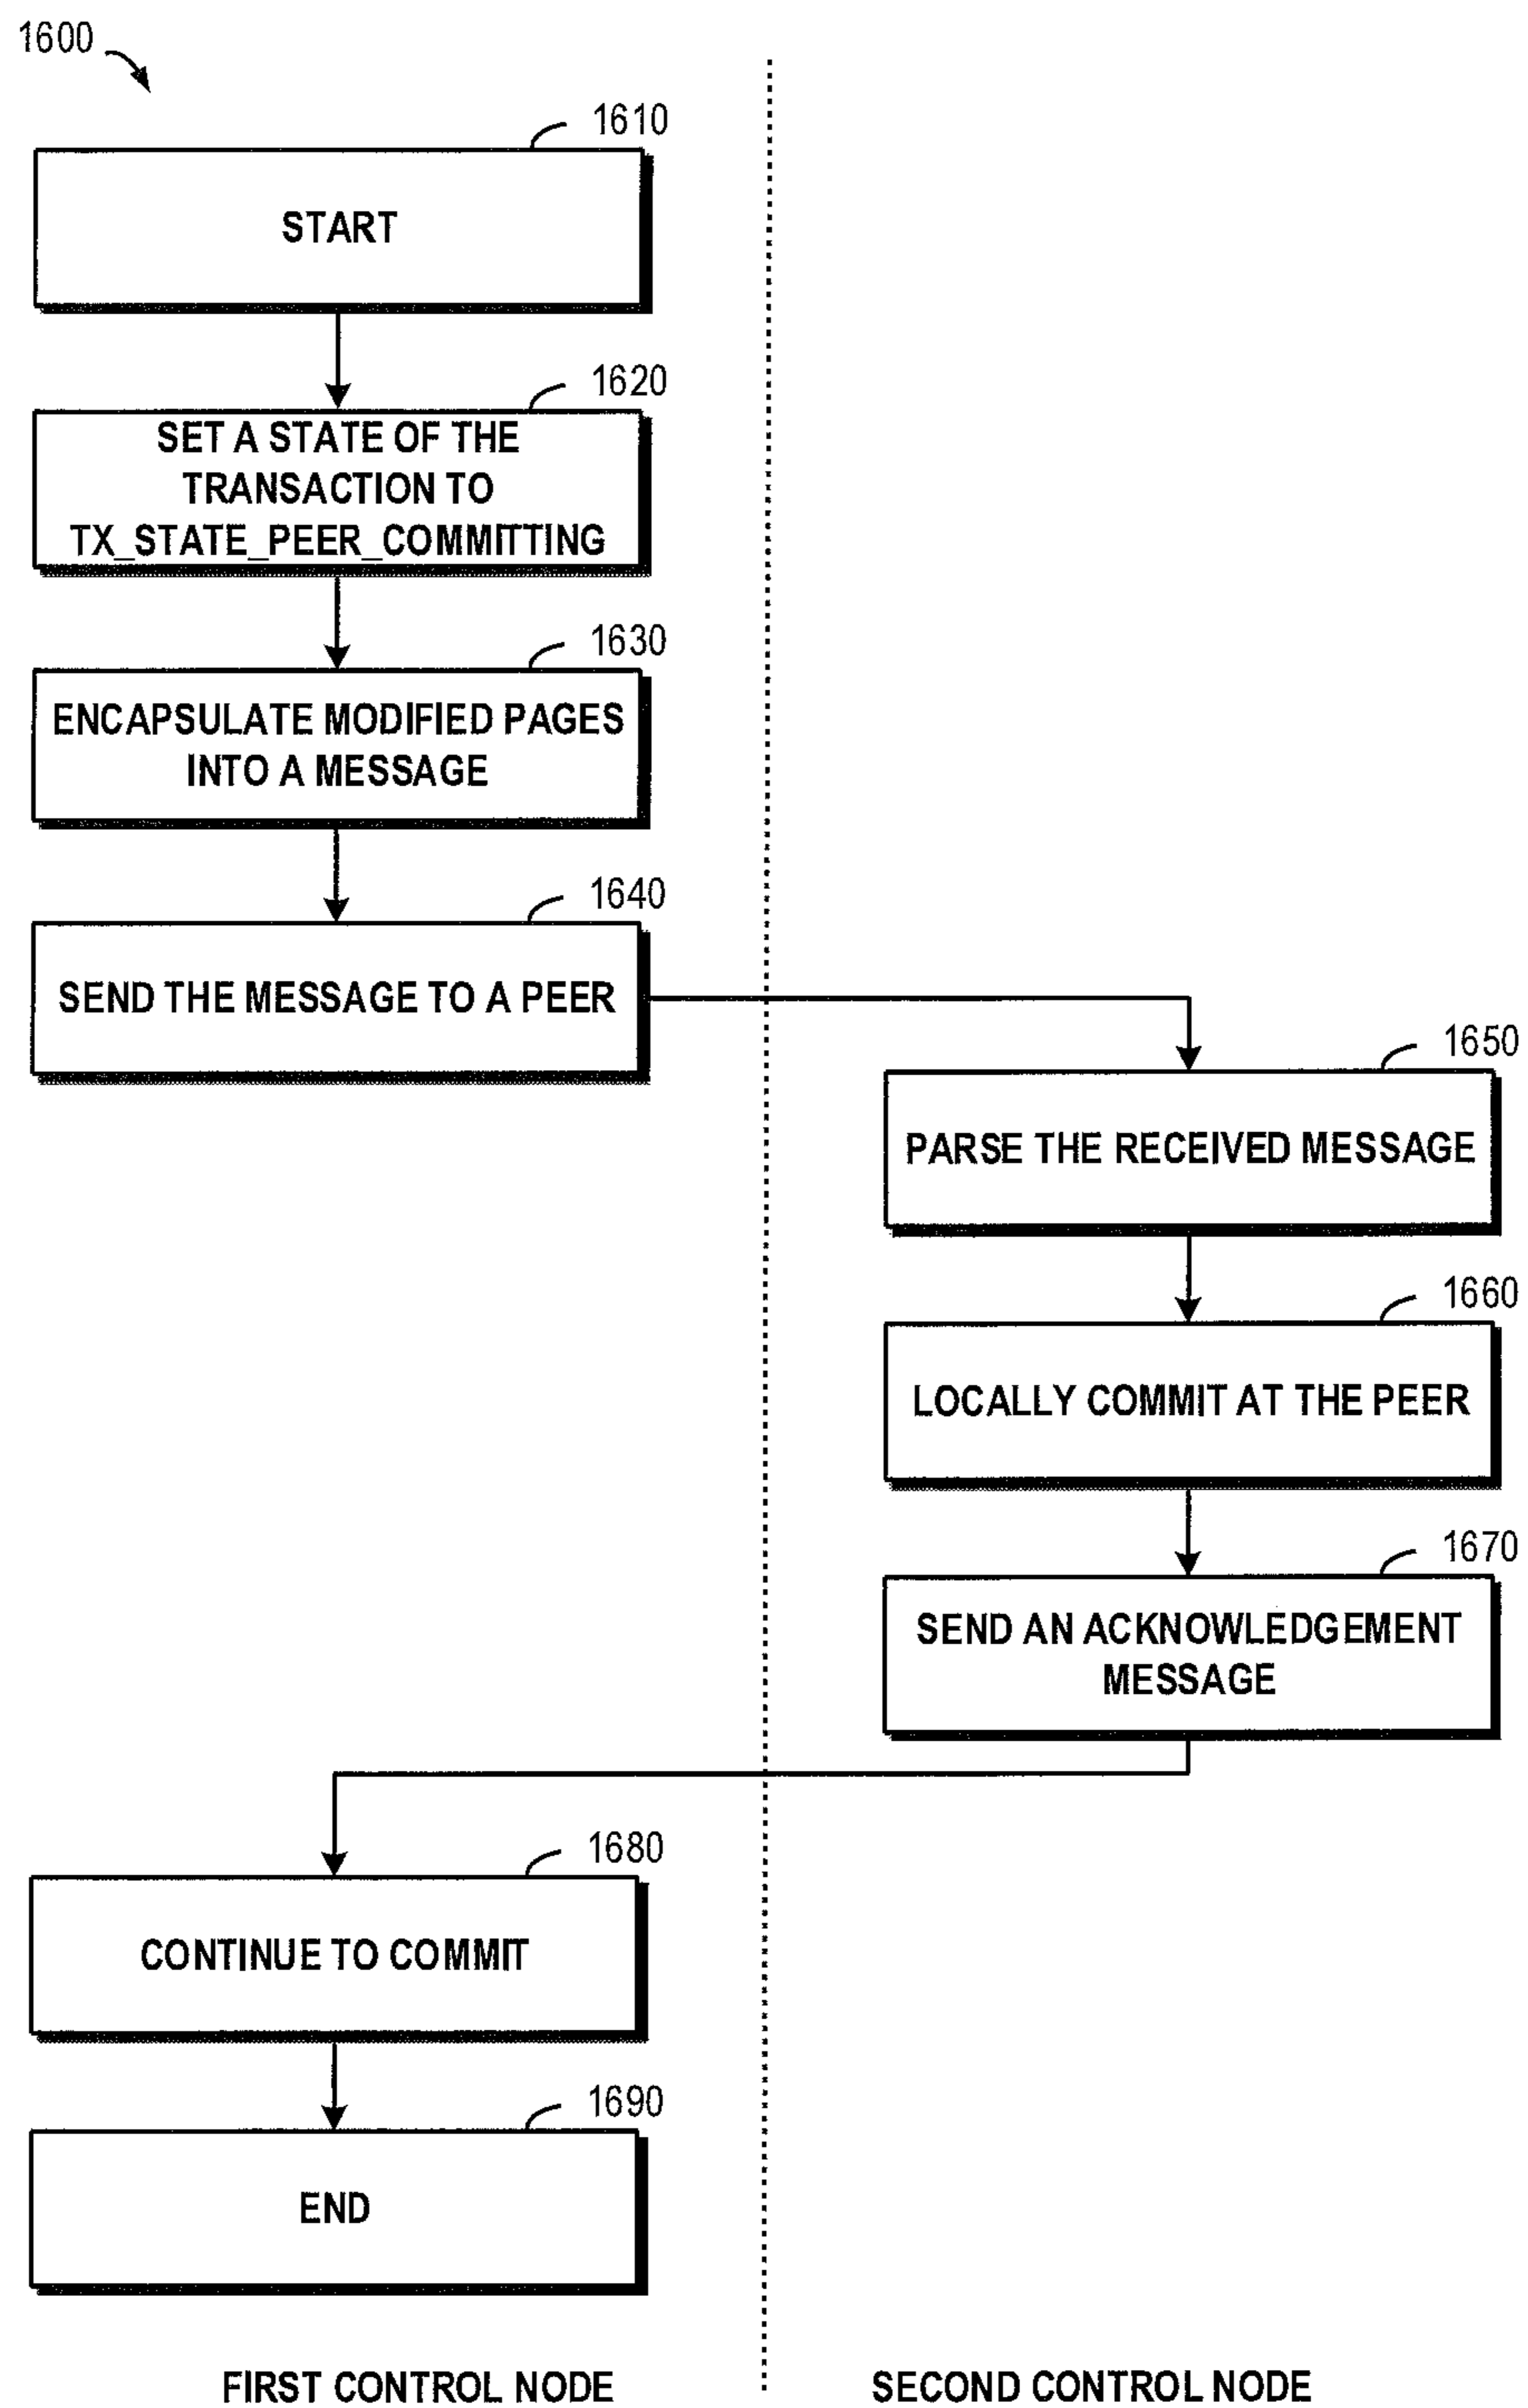 1600
1610
START
1620
SET A STATE OF THE
TRANSACTION TO
TX_STATE_PEER_COMMITTING
1630
ENCAPSULATE MODIFIED PAGES
INTO A MESSAGE
1640
SEND THE MESSAGE TO A PEER
1650
PARSE THE RECEIVED MESSAGE
1660
LOCALLY COMMIT AT THE PEER
1670
SEND AN ACKNOWLEDGEMENT
MESSAGE
1680
CONTINUE TO COMMIT
1690
END
FIRST CONTROL NODE
SECOND CONTROL NODE